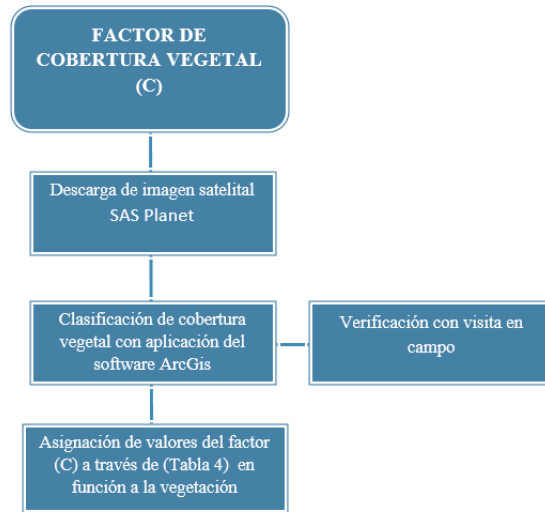 FACTOR DE
COBERTURA VEGETAL
(C)
Descarga de imagen satelital
SAS Planet
Clasificación de cobertura
vegetal con aplicación del
software ArcGis
Verificación con visita en
campo
Asignación de valores del factor
(C) a través de (Tabla 4) en
función a la vegetación